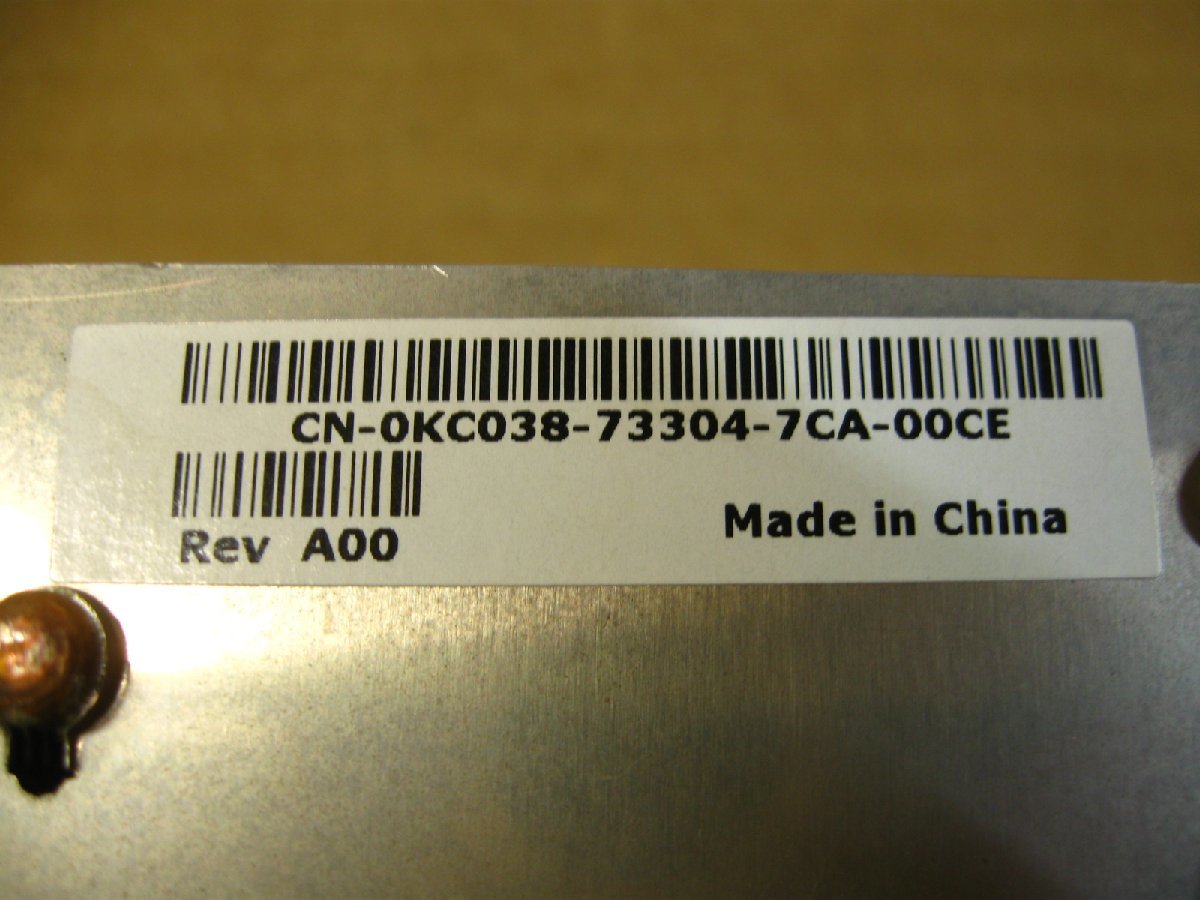 CN-0KC038-73304-7CA-00CE
Rev A00
Made in China